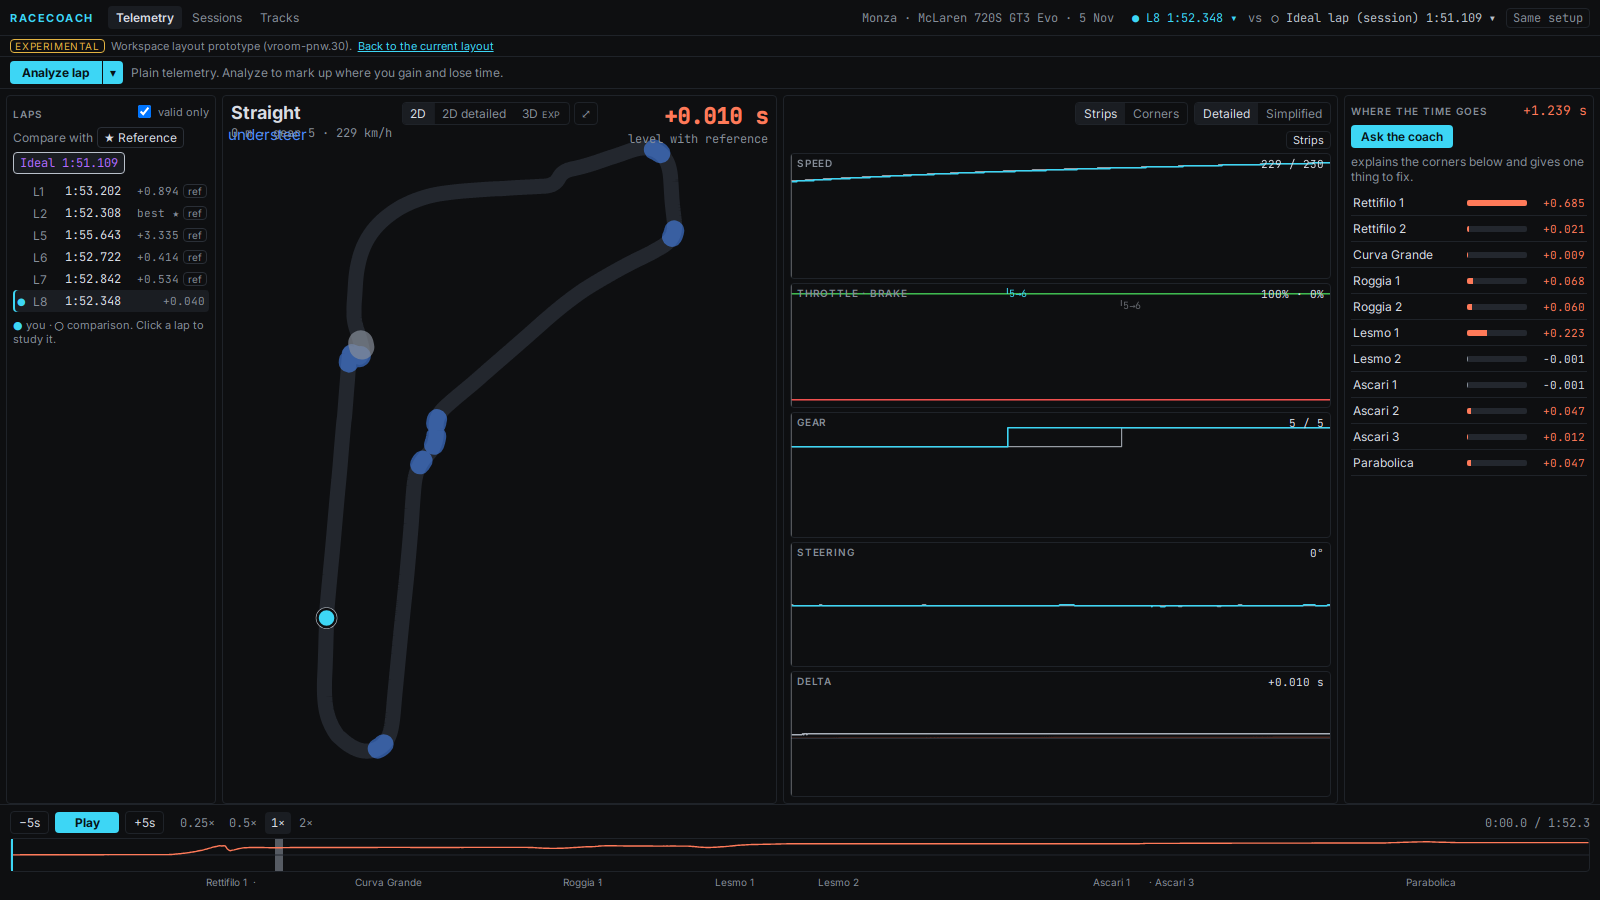 RACECOACH Telemetry Sessions Tracks Monza · McLaren 720S GT3 Evo · 5 Nov ● L8 1:52.348 ▾ vs ○ Ideal lap (session) 1:51.109 ▾ Same setup
EXPERIMENTAL Workspace layout prototype (vroom-pnw.30). Back to the current layout
Analyze lap ▾ Plain telemetry. Analyze to mark up where you gain and lose time.
LAPS valid only
Compare with ★ Reference
Ideal 1:51.109
L1 1:53.202 +0.894 ref
L2 1:52.308 best ★ ref
L5 1:55.643 +3.335 ref
L6 1:52.722 +0.414 ref
L7 1:52.842 +0.534 ref
● L8 1:52.348 +0.040
● you · ○ comparison. Click a lap to
study it.
Straight 2D 2D detailed 3D EXP ⤢ +0.010 s
0 m · gear 5 · 229 km/h level with reference
understeer
Strips Corners Detailed Simplified
Strips
SPEED 229 / 230
THROTTLE · BRAKE 5→6 100% · 0%
5→6
GEAR 5 / 5
STEERING 0°
DELTA +0.010 s
WHERE THE TIME GOES +1.239 s
Ask the coach
explains the corners below and gives one
thing to fix.
Rettifilo 1 +0.685
Rettifilo 2 +0.021
Curva Grande +0.009
Roggia 1 +0.068
Roggia 2 +0.060
Lesmo 1 +0.223
Lesmo 2 -0.001
Ascari 1 -0.001
Ascari 2 +0.047
Ascari 3 +0.012
Parabolica +0.047
−5s Play +5s 0.25× 0.5× 1× 2× 0:00.0 / 1:52.3
Rettifilo 1 · Curva Grande Roggia 1 Lesmo 1 Lesmo 2 Ascari 1 · Ascari 3 Parabolica